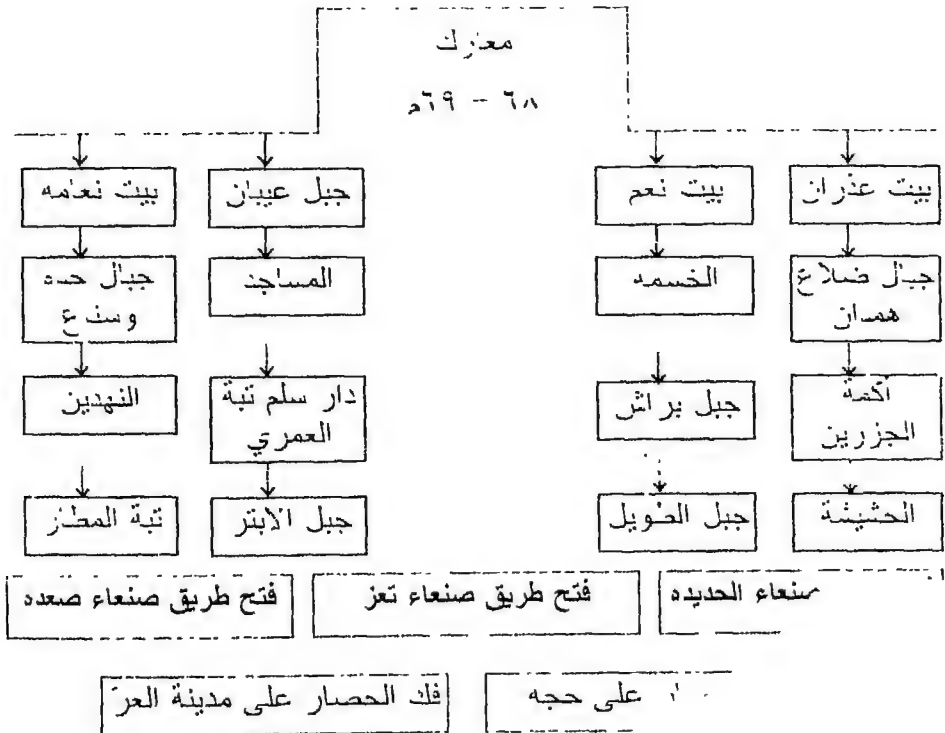 معارك
٦٨ - ٦٩م
بيت عذران
بيت نعم
جبل عيبان
بيت نعامه
جبال ضلاع
همدان
الخسمه
المساجد
جبال حده
وسنع
أكمة
الجزرين
جبل براش
دار سلم تبة
العمري
النهدين
الحشيشة
جبل الطويل
جبل الابتر
تبة المطار
صنعاء الحديده
فتح طريق صنعاء تعز
فتح طريق صنعاء صعده
على حجه
فك الحصار على مدينة العرّ